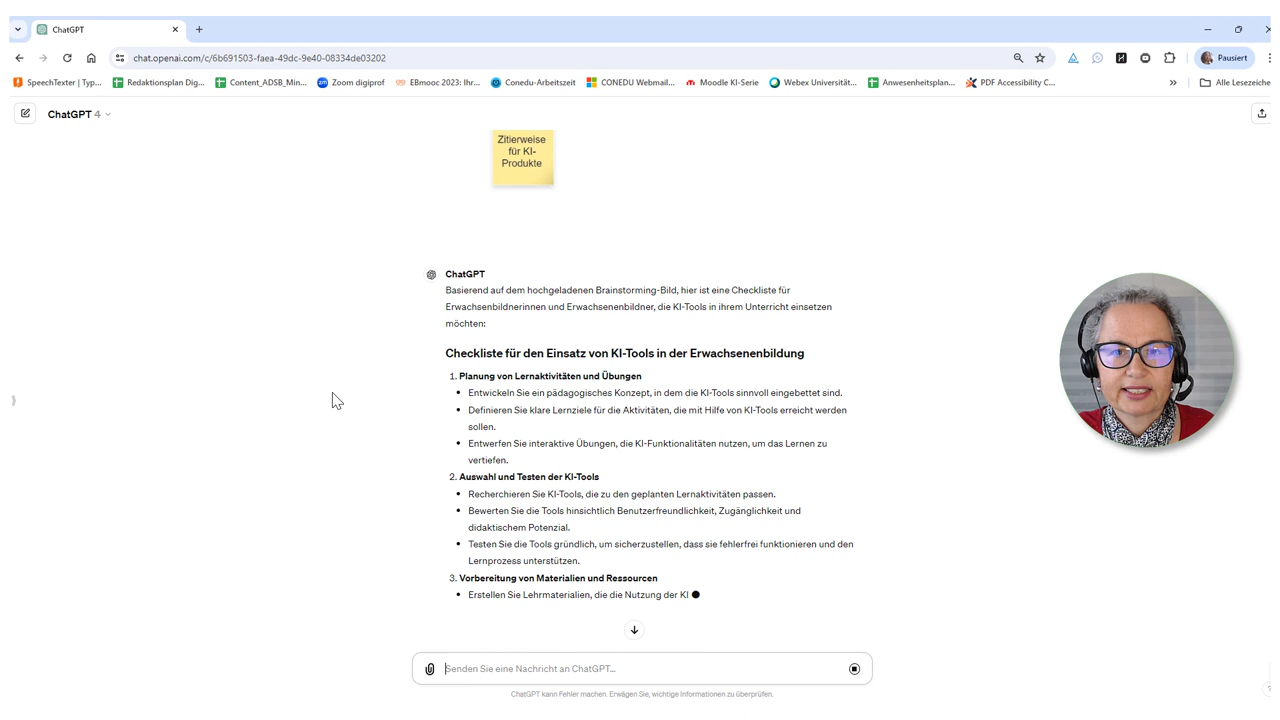 ChatGPT
chat.openai.com/c/6b691503-faea-49dc-9e40-08334de03202
Pausiert
SpeechTexter | Typ...
Redaktionsplan Dig...
Content_ADSB_Min...
Zoom digiprof
EBmooc 2023: Ihr...
Conedu-Arbeitszeit
CONEDU Webmail...
Moodle KI-Serie
Webex Universität...
Anwesenheitsplan...
PDF Accessibility C...
»
Alle Lesezeiche
ChatGPT 4
Zitierweise
für KI-
Produkte
ChatGPT
Basierend auf dem hochgeladenen Brainstorming-Bild, hier ist eine Checkliste für
Erwachsenbildnerinnen und Erwachsenenbildner, die KI-Tools in ihrem Unterricht einsetzen
möchten:
Checkliste für den Einsatz von KI-Tools in der Erwachsenenbildung
1. Planung von Lernaktivitäten und Übungen
• Entwickeln Sie ein pädagogisches Konzept, in dem die KI-Tools sinnvoll eingebettet sind.
• Definieren Sie klare Lernziele für die Aktivitäten, die mit Hilfe von KI-Tools erreicht werden
sollen.
• Entwerfen Sie interaktive Übungen, die KI-Funktionalitäten nutzen, um das Lernen zu
vertiefen.
2. Auswahl und Testen der KI-Tools
• Recherchieren Sie KI-Tools, die zu den geplanten Lernaktivitäten passen.
• Bewerten Sie die Tools hinsichtlich Benutzerfreundlichkeit, Zugänglichkeit und
didaktischem Potenzial.
• Testen Sie die Tools gründlich, um sicherzustellen, dass sie fehlerfrei funktionieren und den
Lernprozess unterstützen.
3. Vorbereitung von Materialien und Ressourcen
• Erstellen Sie Lehrmaterialien, die die Nutzung der KI
Senden Sie eine Nachricht an ChatGPT...
ChatGPT kann Fehler machen. Erwägen Sie, wichtige Informationen zu überprüfen.